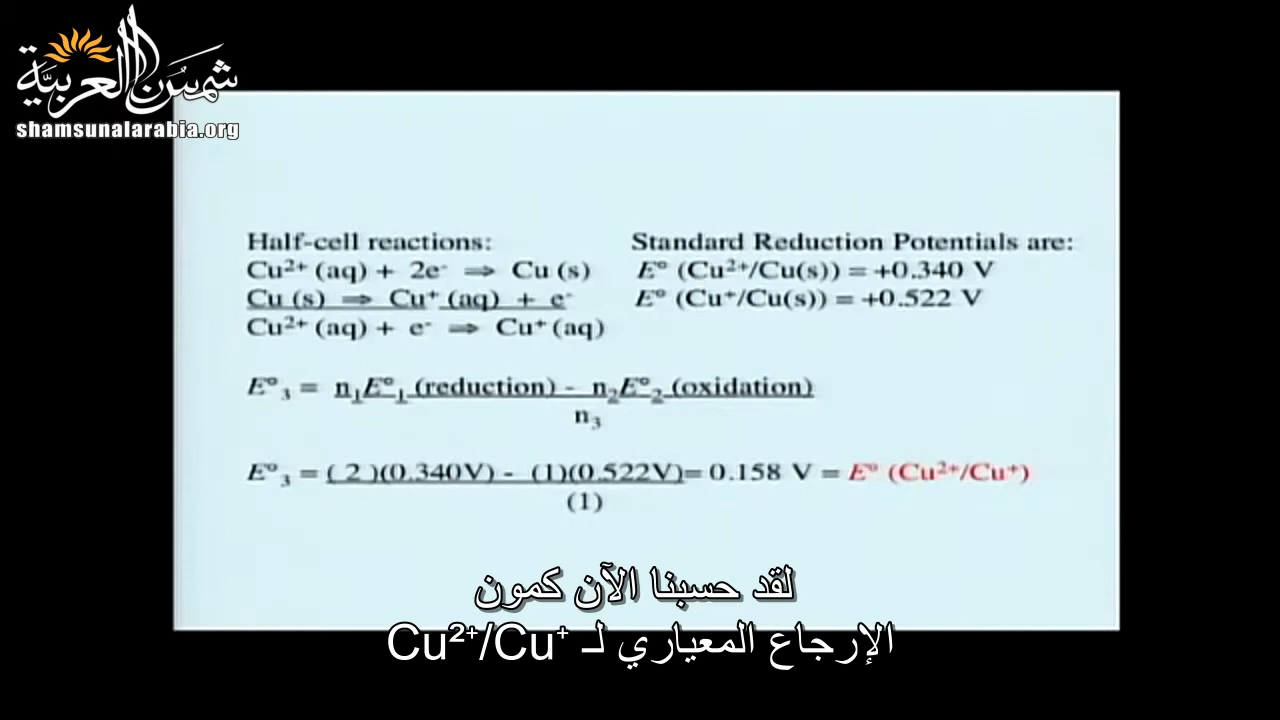 شمس العربية
shamsunalarabia.org
Half-cell reactions: Standard Reduction Potentials are:
Cu²⁺ (aq) + 2e⁻ ⇒ Cu (s) E° (Cu²⁺/Cu(s)) = +0.340 V
Cu (s) ⇒ Cu⁺ (aq) + e⁻ E° (Cu⁺/Cu(s)) = +0.522 V
Cu²⁺ (aq) + e⁻ ⇒ Cu⁺ (aq)
E°₃ = n₁E°₁ (reduction) - n₂E°₂ (oxidation)
n₃
E°₃ = ( 2 )(0.340V) - (1)(0.522V) = 0.158 V = E° (Cu²⁺/Cu⁺)
(1)
لقد حسبنا الآن كمون
الإرجاع المعياري لـ Cu²⁺/Cu⁺